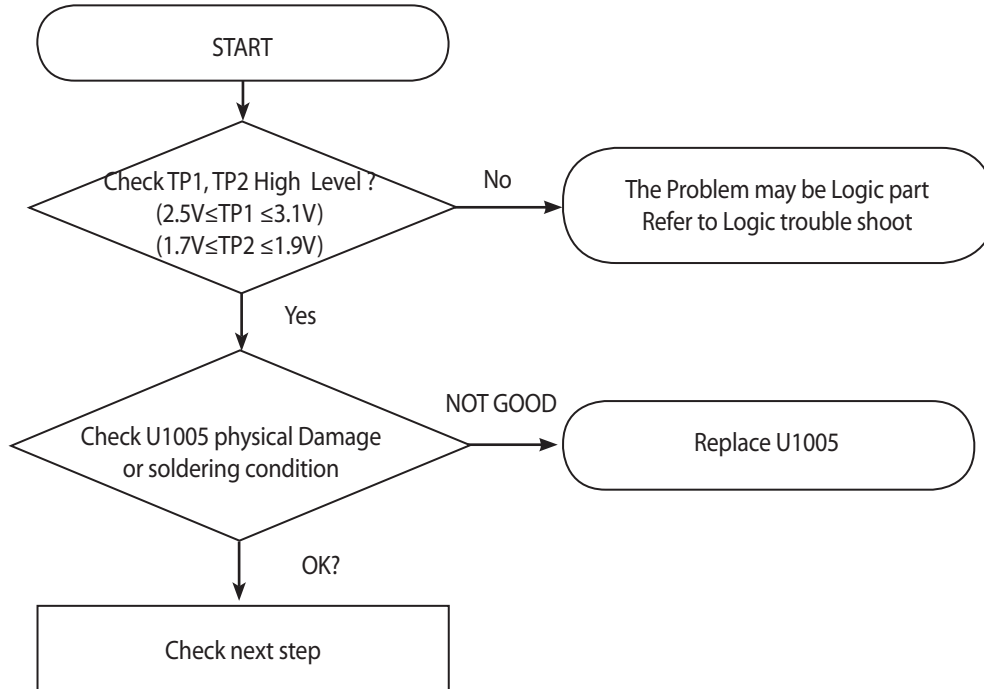 START
Check TP1, TP2 High Level ?
(2.5V≤TP1 ≤3.1V)
(1.7V≤TP2 ≤1.9V)
No
The Problem may be Logic part
Refer to Logic trouble shoot
Yes
Check U1005 physical Damage
or soldering condition
NOT GOOD
Replace U1005
OK?
Check next step